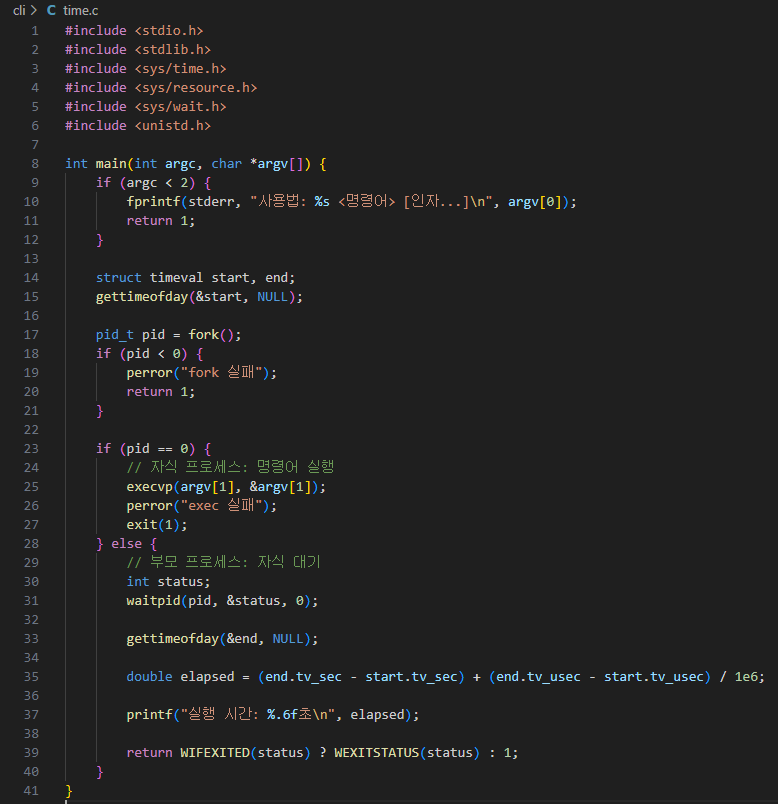 cli > C time.c
1 #include <stdio.h>
2 #include <stdlib.h>
3 #include <sys/time.h>
4 #include <sys/resource.h>
5 #include <sys/wait.h>
6 #include <unistd.h>
7
8 int main(int argc, char *argv[]) {
9     if (argc < 2) {
10         fprintf(stderr, "사용법: %s <명령어> [인자...]\n", argv[0]);
11         return 1;
12     }
13
14     struct timeval start, end;
15     gettimeofday(&start, NULL);
16
17     pid_t pid = fork();
18     if (pid < 0) {
19         perror("fork 실패");
20         return 1;
21     }
22
23     if (pid == 0) {
24         // 자식 프로세스: 명령어 실행
25         execvp(argv[1], &argv[1]);
26         perror("exec 실패");
27         exit(1);
28     } else {
29         // 부모 프로세스: 자식 대기
30         int status;
31         waitpid(pid, &status, 0);
32
33         gettimeofday(&end, NULL);
34
35         double elapsed = (end.tv_sec - start.tv_sec) + (end.tv_usec - start.tv_usec) / 1e6;
36
37         printf("실행 시간: %.6f초\n", elapsed);
38
39         return WIFEXITED(status) ? WEXITSTATUS(status) : 1;
40     }
41 }